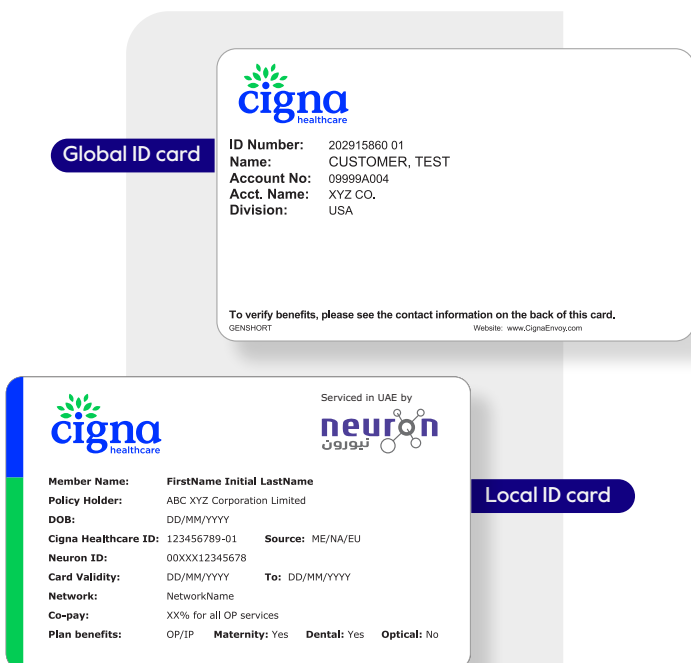 cigna
healthcare
Global ID card
ID Number: 202915860 01
Name: CUSTOMER, TEST
Account No: 09999A004
Acct. Name: XYZ CO.
Division: USA
To verify benefits, please see the contact information on the back of this card.
GENSHORT Website: www.CignaEnvoy.com
cigna
healthcare
Serviced in UAE by
neuron
نيورون
Local ID card
Member Name: FirstName Initial LastName
Policy Holder: ABC XYZ Corporation Limited
DOB: DD/MM/YYYY
Cigna Healthcare ID: 123456789-01 Source: ME/NA/EU
Neuron ID: 00XXX12345678
Card Validity: DD/MM/YYYY To: DD/MM/YYYY
Network: NetworkName
Co-pay: XX% for all OP services
Plan benefits: OP/IP Maternity: Yes Dental: Yes Optical: No